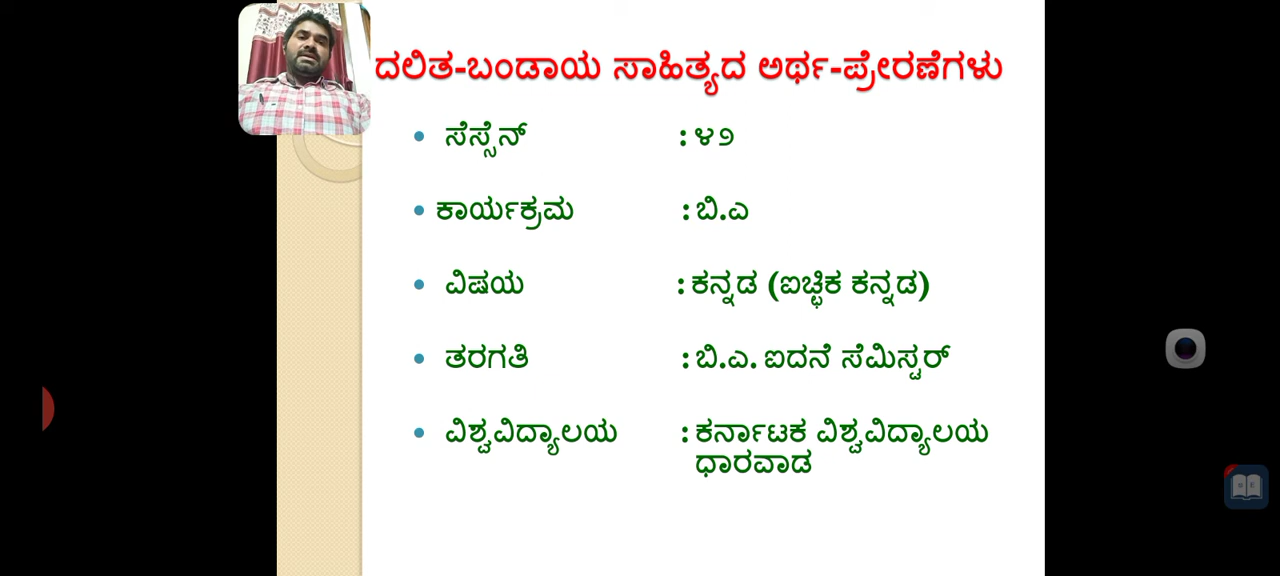 ದಲಿತ-ಬಂಡಾಯ ಸಾಹಿತ್ಯದ ಅರ್ಥ-ಪ್ರೇರಣೆಗಳು
• ಸೆಸ್ಸೆನ್ : ೪೨
• ಕಾರ್ಯಕ್ರಮ : ಬಿ.ಎ
• ವಿಷಯ : ಕನ್ನಡ (ಐಚ್ಛಿಕ ಕನ್ನಡ)
• ತರಗತಿ : ಬಿ.ಎ. ಐದನೆ ಸೆಮಿಸ್ಟರ್
• ವಿಶ್ವವಿದ್ಯಾಲಯ : ಕರ್ನಾಟಕ ವಿಶ್ವವಿದ್ಯಾಲಯ
ಧಾರವಾಡ